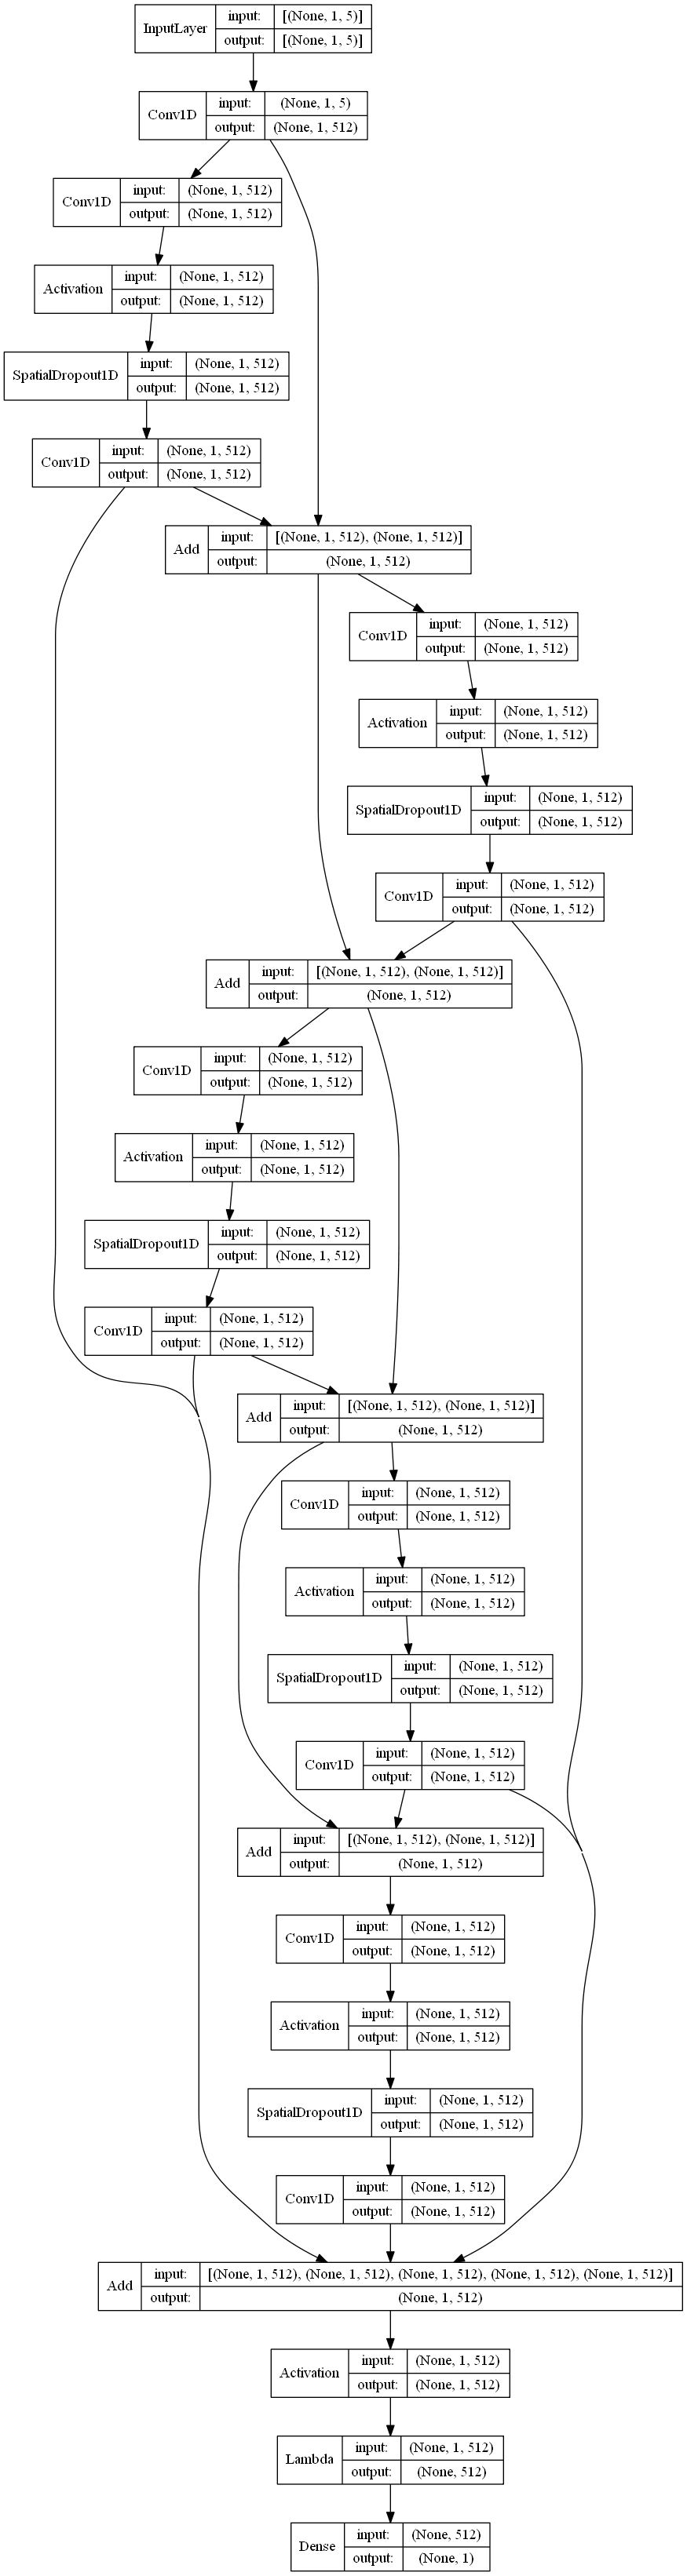 InputLayer input: [(None, 1, 5)]
output: [(None, 1, 5)]
Conv1D input: (None, 1, 5)
output: (None, 1, 512)
Conv1D input: (None, 1, 512)
output: (None, 1, 512)
Activation input: (None, 1, 512)
output: (None, 1, 512)
SpatialDropout1D input: (None, 1, 512)
output: (None, 1, 512)
Conv1D input: (None, 1, 512)
output: (None, 1, 512)
Add input: [(None, 1, 512), (None, 1, 512)]
output: (None, 1, 512)
Conv1D input: (None, 1, 512)
output: (None, 1, 512)
Activation input: (None, 1, 512)
output: (None, 1, 512)
SpatialDropout1D input: (None, 1, 512)
output: (None, 1, 512)
Conv1D input: (None, 1, 512)
output: (None, 1, 512)
Add input: [(None, 1, 512), (None, 1, 512)]
output: (None, 1, 512)
Conv1D input: (None, 1, 512)
output: (None, 1, 512)
Activation input: (None, 1, 512)
output: (None, 1, 512)
SpatialDropout1D input: (None, 1, 512)
output: (None, 1, 512)
Conv1D input: (None, 1, 512)
output: (None, 1, 512)
Add input: [(None, 1, 512), (None, 1, 512)]
output: (None, 1, 512)
Conv1D input: (None, 1, 512)
output: (None, 1, 512)
Activation input: (None, 1, 512)
output: (None, 1, 512)
SpatialDropout1D input: (None, 1, 512)
output: (None, 1, 512)
Conv1D input: (None, 1, 512)
output: (None, 1, 512)
Add input: [(None, 1, 512), (None, 1, 512)]
output: (None, 1, 512)
Conv1D input: (None, 1, 512)
output: (None, 1, 512)
Activation input: (None, 1, 512)
output: (None, 1, 512)
SpatialDropout1D input: (None, 1, 512)
output: (None, 1, 512)
Conv1D input: (None, 1, 512)
output: (None, 1, 512)
Add input: [(None, 1, 512), (None, 1, 512), (None, 1, 512), (None, 1, 512), (None, 1, 512)]
output: (None, 1, 512)
Activation input: (None, 1, 512)
output: (None, 1, 512)
Lambda input: (None, 1, 512)
output: (None, 512)
Dense input: (None, 512)
output: (None, 1)